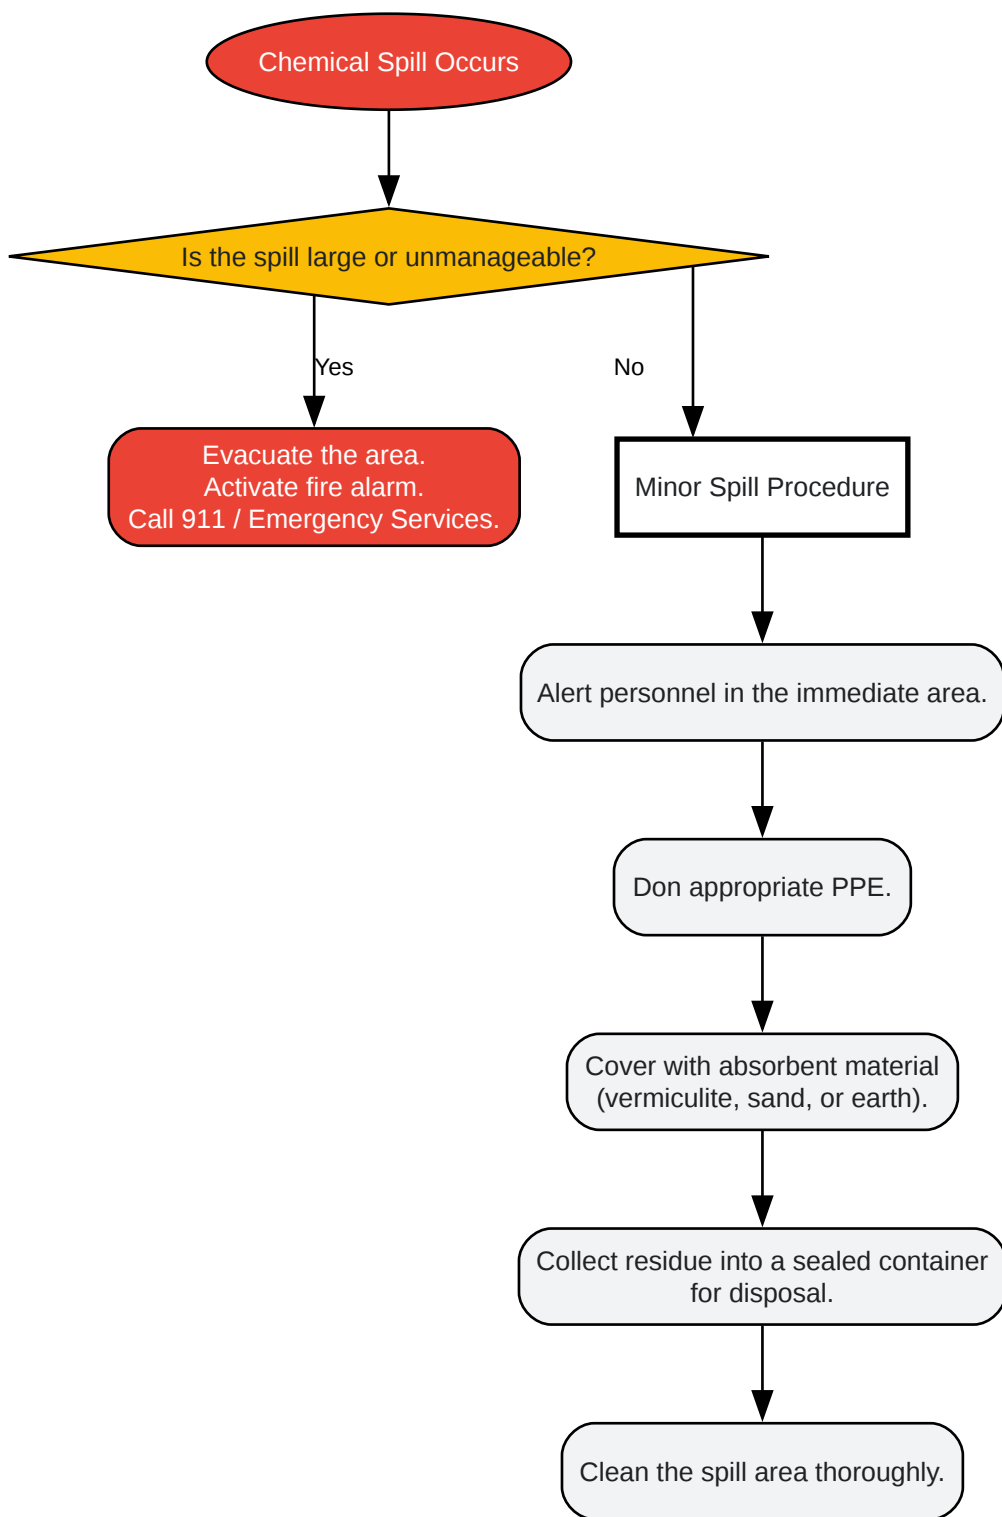 Chemical Spill Occurs
Is the spill large or unmanageable?
Yes
No
Evacuate the area.
Activate fire alarm.
Call 911 / Emergency Services.
Minor Spill Procedure
Alert personnel in the immediate area.
Don appropriate PPE.
Cover with absorbent material
(vermiculite, sand, or earth).
Collect residue into a sealed container
for disposal.
Clean the spill area thoroughly.